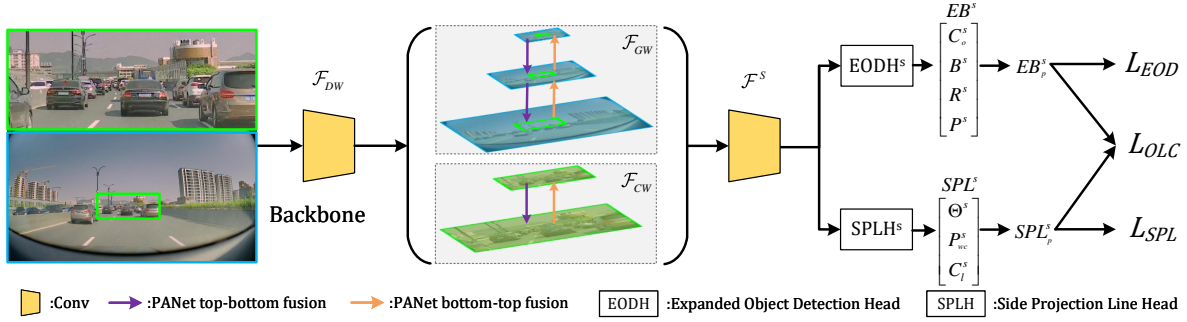 𝓕_DW
Backbone
𝓕_GW
𝓕_CW
𝓕^S
EODH^s
EB^s
C_o^s
B^s
R^s
P^s
EB_p^s
L_EOD
L_OLC
SPLH^s
SPL^s
Θ^s
P_wc^s
C_l^s
SPL_p^s
L_SPL
:Conv
:PANet top-bottom fusion
:PANet bottom-top fusion
EODH :Expanded Object Detection Head
SPLH :Side Projection Line Head